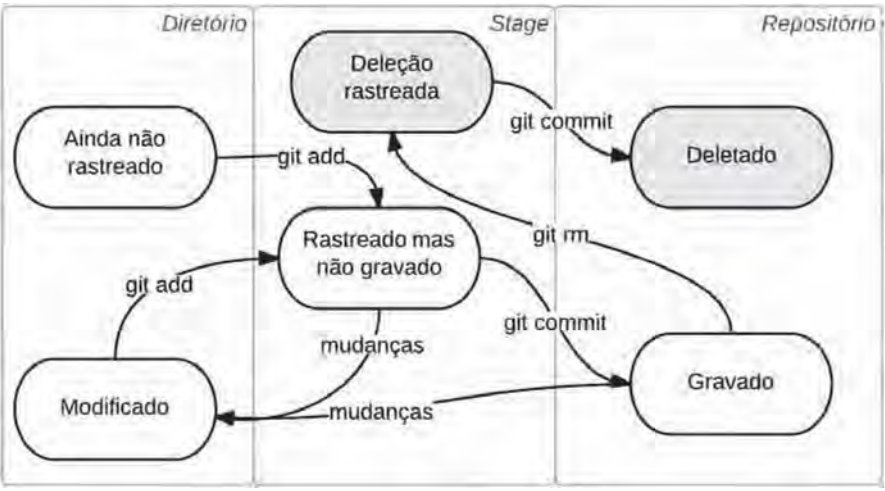 Diretório
Stage
Repositório
Deleção
rastreada
git commit
Ainda não
rastreado
git add
Deletado
Rastreado mas
não gravado
git rm
git add
git commit
mudanças
Gravado
Modificado
mudanças